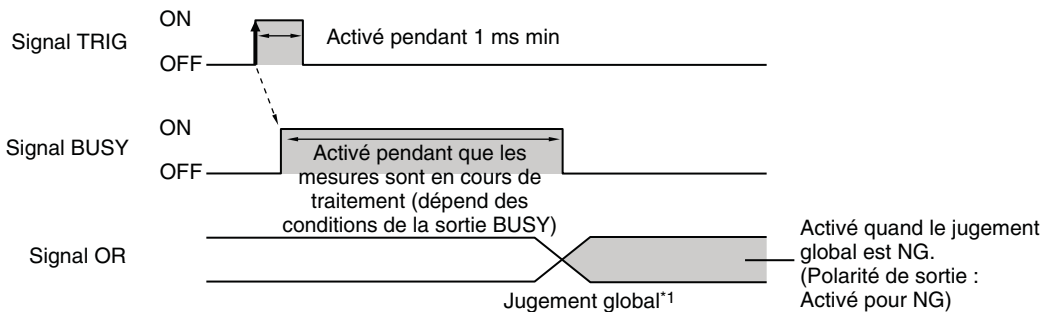 ON
Signal TRIG
Activé pendant 1 ms min
OFF
ON
Signal BUSY
OFF
Activé pendant que les
mesures sont en cours de
traitement (dépend des
conditions de la sortie BUSY)
Signal OR
Activé quand le jugement
global est NG.
(Polarité de sortie :
Activé pour NG)
Jugement global*1